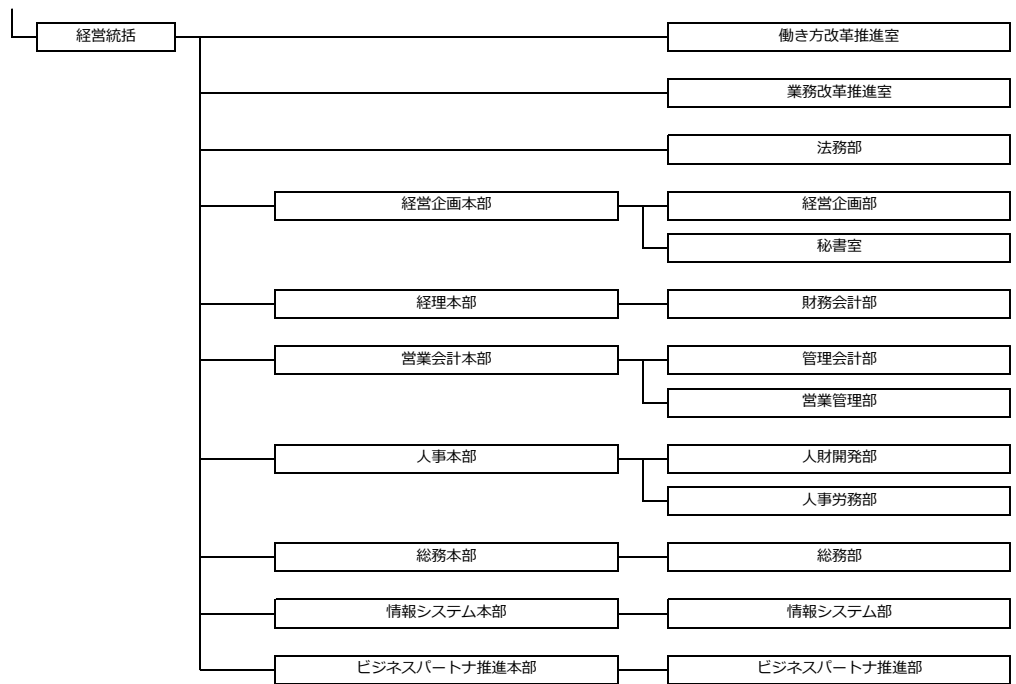 経営統括
働き方改革推進室
業務改革推進室
法務部
経営企画本部
経営企画部
秘書室
経理本部
財務会計部
営業会計本部
管理会計部
営業管理部
人事本部
人財開発部
人事労務部
総務本部
総務部
情報システム本部
情報システム部
ビジネスパートナ推進本部
ビジネスパートナ推進部